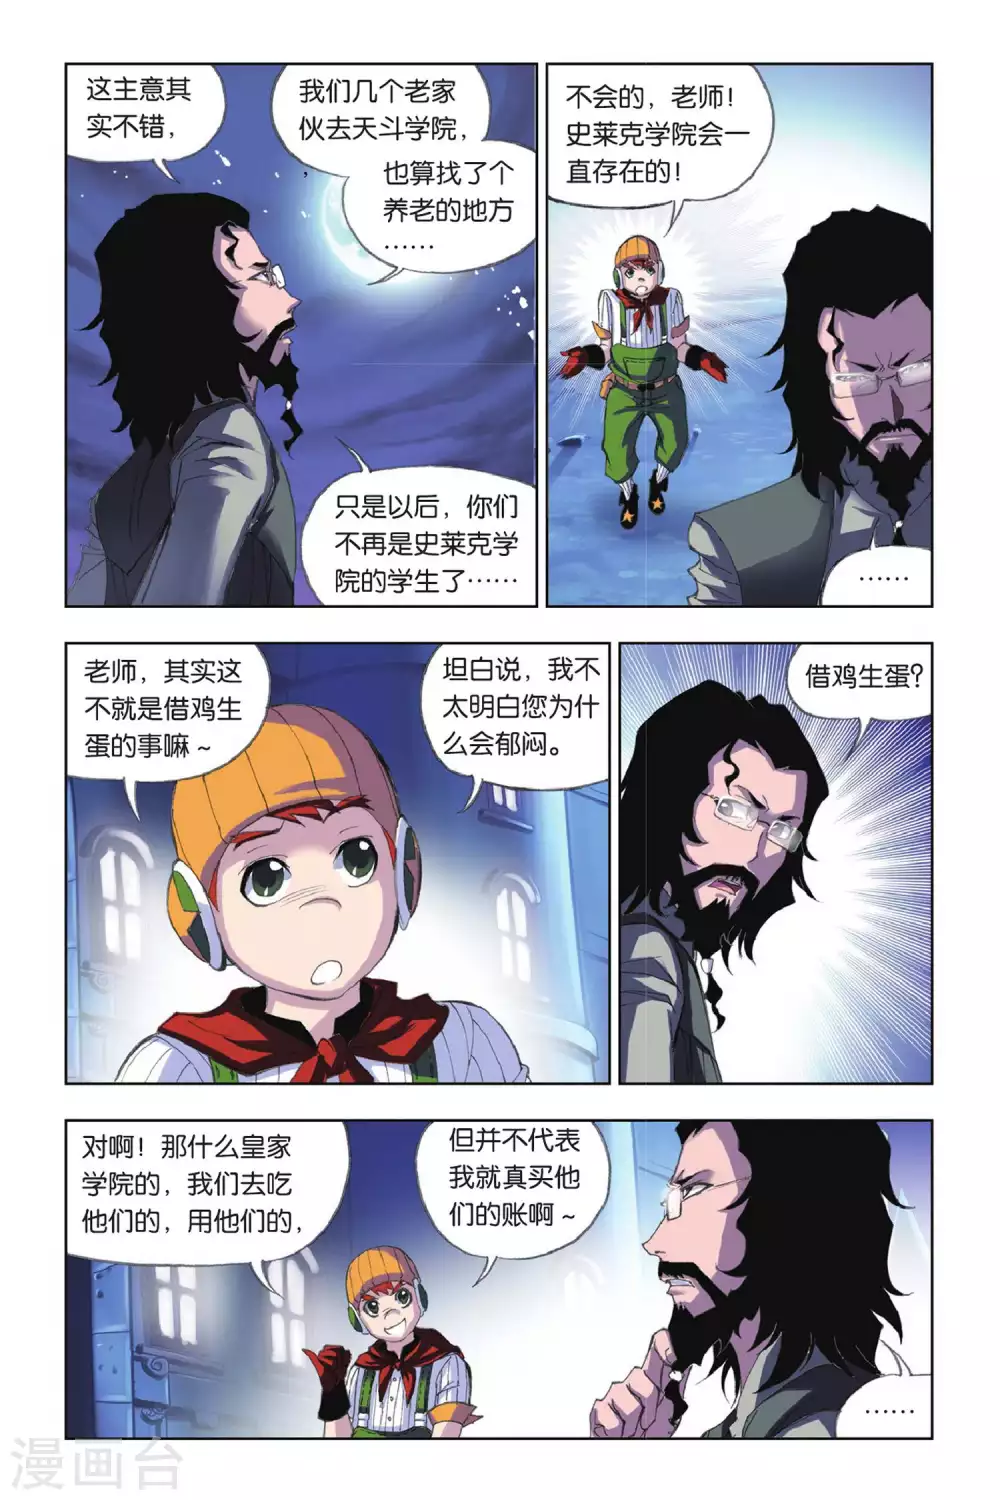 这主意其
实不错，
我们几个老家
伙去天斗学院，
也算找了个
养老的地方
……
只是以后，你们
不再是史莱克学
院的学生了……
不会的，老师！
史莱克学院会一
直存在的！
……
老师，其实这
不就是借鸡生
蛋的事嘛～
坦白说，我不
太明白您为什
么会郁闷。
借鸡生蛋？
对啊！那什么皇家
学院的，我们去吃
他们的，用他们的，
但并不代表
我就真买他
们的账啊～
……
漫画台